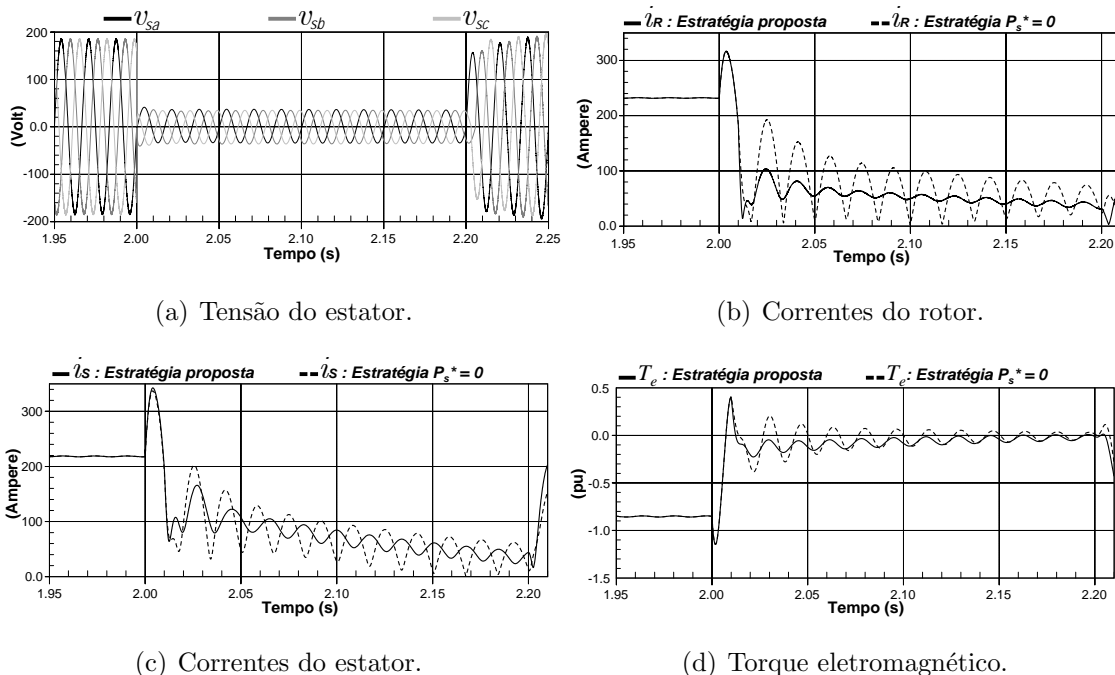 v_sa v_sb v_sc
(Volt)
200
100
0.0
-100
-200
1.95 2.00 2.05 2.10 2.15 2.20 2.25
Tempo (s)
(a) Tensão do estator.
i_R : Estratégia proposta i_R : Estratégia P_s* = 0
(Ampere)
300
200
100
0.0
1.95 2.00 2.05 2.10 2.15 2.20
Tempo (s)
(b) Correntes do rotor.
i_S : Estratégia proposta i_S : Estratégia P_s* = 0
(Ampere)
300
200
100
0.0
1.95 2.00 2.05 2.10 2.15 2.20
Tempo (s)
(c) Correntes do estator.
T_e : Estratégia proposta T_e : Estratégia P_s* = 0
(pu)
0.5
0.0
-0.5
-1.0
-1.5
1.95 2.00 2.05 2.10 2.15 2.20
Tempo (s)
(d) Torque eletromagnético.